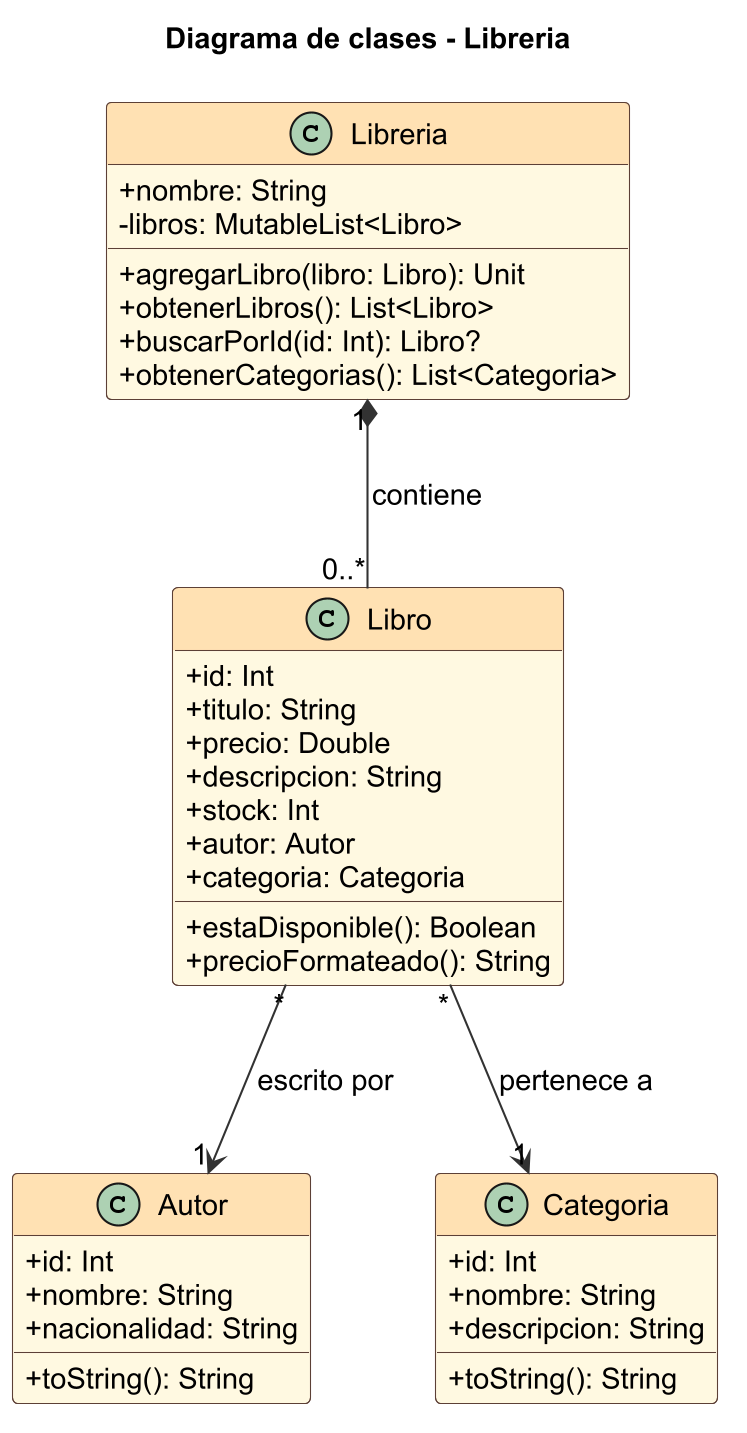 Diagrama de clases - Libreria
C Libreria
+nombre: String
-libros: MutableList<Libro>
+agregarLibro(libro: Libro): Unit
+obtenerLibros(): List<Libro>
+buscarPorId(id: Int): Libro?
+obtenerCategorias(): List<Categoria>
1
contiene
0..*
C Libro
+id: Int
+titulo: String
+precio: Double
+descripcion: String
+stock: Int
+autor: Autor
+categoria: Categoria
+estaDisponible(): Boolean
+precioFormateado(): String
* *
escrito por pertenece a
1 1
C Autor
+id: Int
+nombre: String
+nacionalidad: String
+toString(): String
C Categoria
+id: Int
+nombre: String
+descripcion: String
+toString(): String